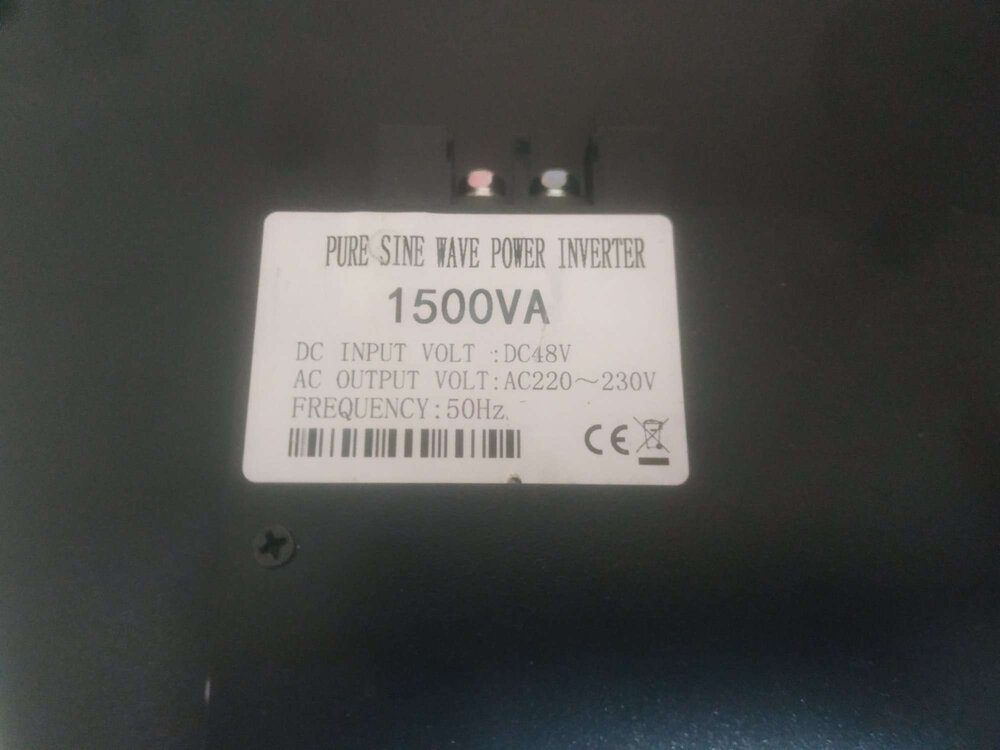 PURE SINE WAVE POWER INVERTER
1500VA
DC INPUT VOLT :DC48V
AC OUTPUT VOLT:AC220～230V
FREQUENCY:50Hz
CE